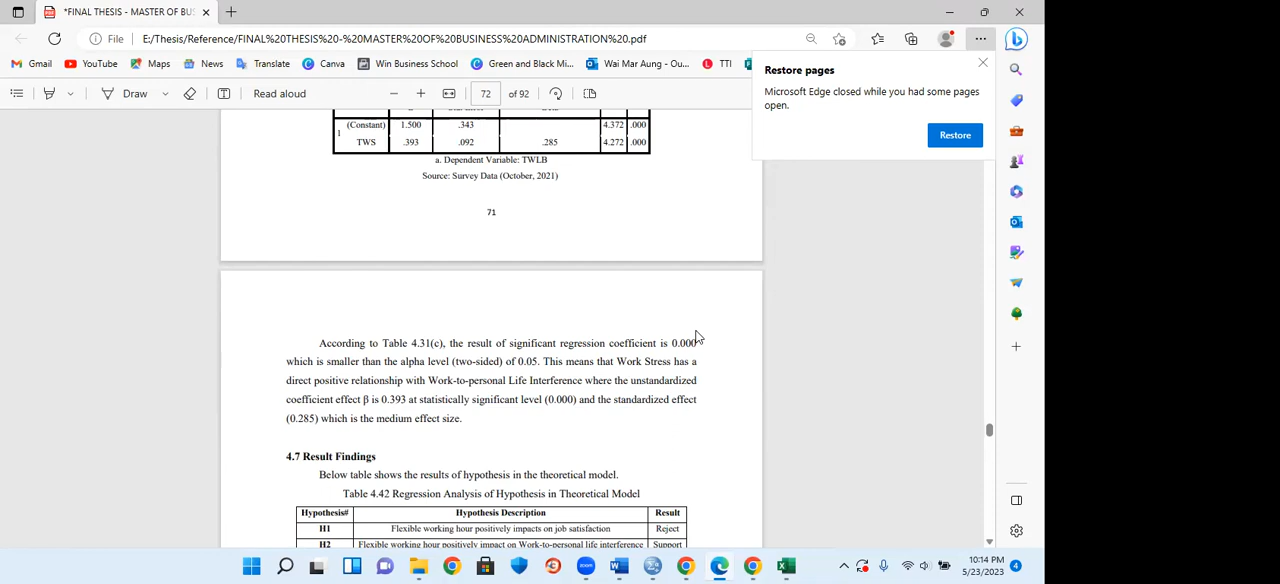 *FINAL THESIS - MASTER OF BUS
File
E:/Thesis/Reference/FINAL%20THESIS%20-%20MASTER%20OF%20BUSINESS%20ADMINISTRATION%20.pdf
Gmail YouTube Maps News Translate Canva Win Business School Green and Black Mi... Wai Mar Aung - Ou... TTI
Draw Read aloud 72 of 92
Restore pages
Microsoft Edge closed while you had some pages
open.
Restore
(Constant) 1.500 .343 4.372 .000
1
TWS .393 .092 .285 4.272 .000
a. Dependent Variable: TWLB
Source: Survey Data (October, 2021)
71
According to Table 4.31(c), the result of significant regression coefficient is 0.000
which is smaller than the alpha level (two-sided) of 0.05. This means that Work Stress has a
direct positive relationship with Work-to-personal Life Interference where the unstandardized
coefficient effect β is 0.393 at statistically significant level (0.000) and the standardized effect
(0.285) which is the medium effect size.
4.7 Result Findings
Below table shows the results of hypothesis in the theoretical model.
Table 4.42 Regression Analysis of Hypothesis in Theoretical Model
Hypothesis# Hypothesis Description Result
H1 Flexible working hour positively impacts on job satisfaction Reject
H2 Flexible working hour positively impact on Work-to-personal life interference Support
10:14 PM
5/23/2023
4